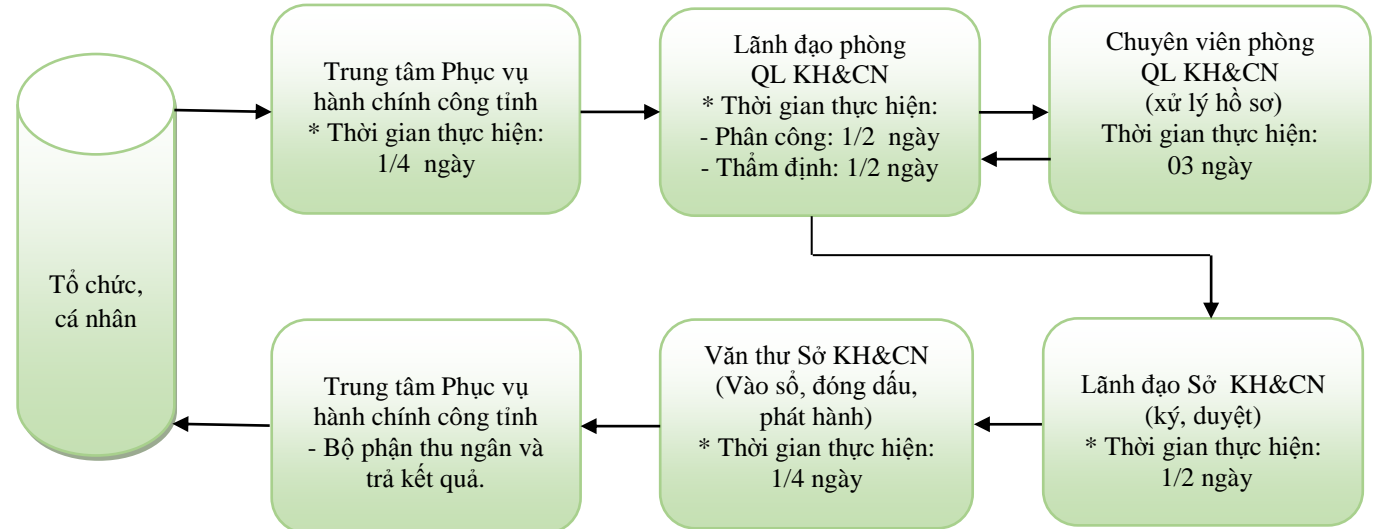 Tổ chức,
cá nhân
Trung tâm Phục vụ
hành chính công tỉnh
* Thời gian thực hiện:
1/4 ngày
Lãnh đạo phòng
QL KH&CN
* Thời gian thực hiện:
- Phân công: 1/2 ngày
- Thẩm định: 1/2 ngày
Chuyên viên phòng
QL KH&CN
(xử lý hồ sơ)
Thời gian thực hiện:
03 ngày
Lãnh đạo Sở KH&CN
(ký, duyệt)
* Thời gian thực hiện:
1/2 ngày
Văn thư Sở KH&CN
(Vào sổ, đóng dấu,
phát hành)
* Thời gian thực hiện:
1/4 ngày
Trung tâm Phục vụ
hành chính công tỉnh
- Bộ phận thu ngân và
trả kết quả.